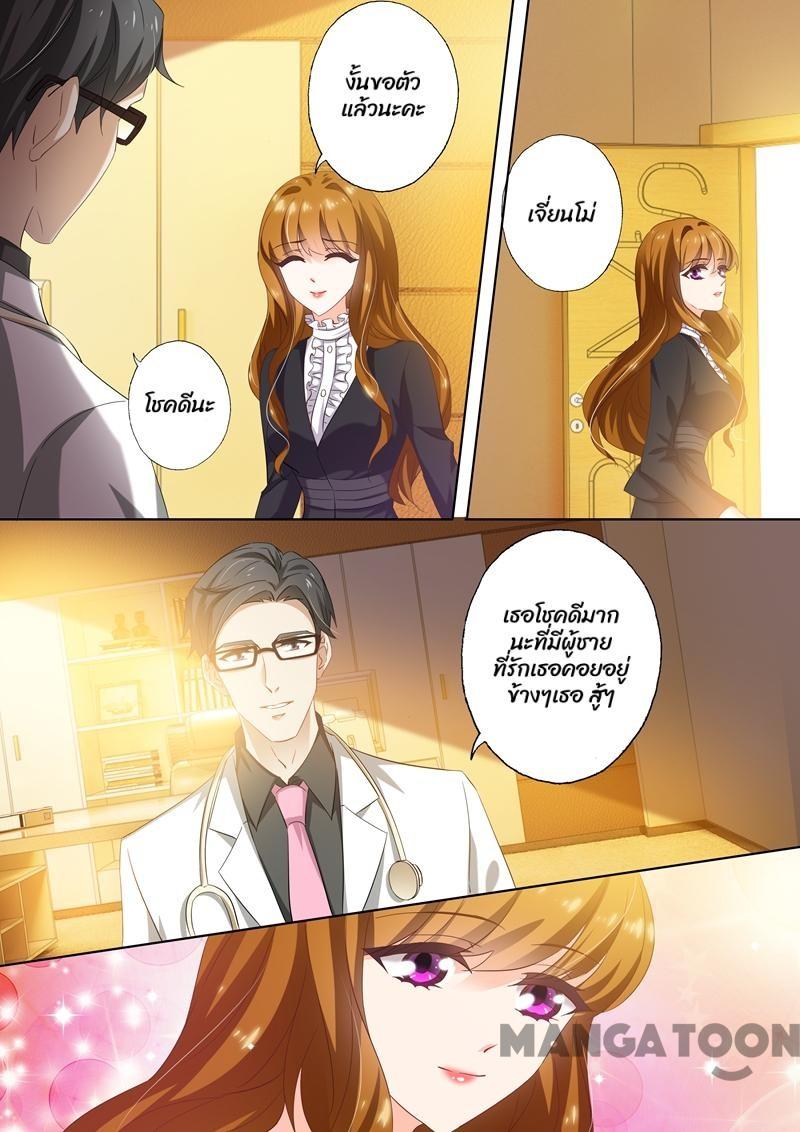 งั้นขอตัว
แล้วนะคะ
โชคดีนะ
เจี่ยนโม่
เธอโชคดีมาก
นะที่มีผู้ชาย
ที่รักเธอคอยอยู่
ข้างๆเธอ สู้ๆ
MANGATOON